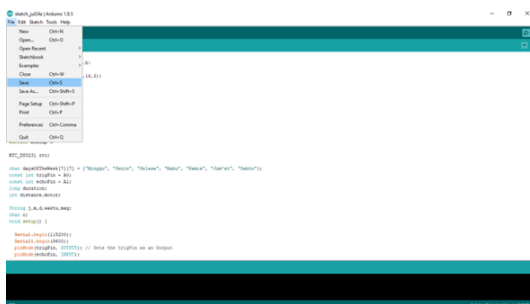 sketch_jul24a | Arduino 1.8.5
File Edit Sketch Tools Help
New Ctrl+N
Open... Ctrl+O
Open Recent
Sketchbook
Examples
Close Ctrl+W
Save Ctrl+S
Save As... Ctrl+Shift+S
Page Setup Ctrl+Shift+P
Print Ctrl+P
Preferences Ctrl+Comma
Quit Ctrl+Q
RTC_DS3231 rtc;
char daysOfTheWeek[7][7] = {"Minggu", "Senin", "Selasa", "Rabu", "Kamis", "Jum'at", "Sabtu"};
const int trigPin = A0;
const int echoPin = A1;
long duration;
int distance,motor;
String j,m,d,waktu,msg;
char c;
void setup() {
Serial.begin(115200);
Serial3.begin(9600);
pinMode(trigPin, OUTPUT); // Sets the trigPin as an Output
pinMode(echoPin, INPUT);